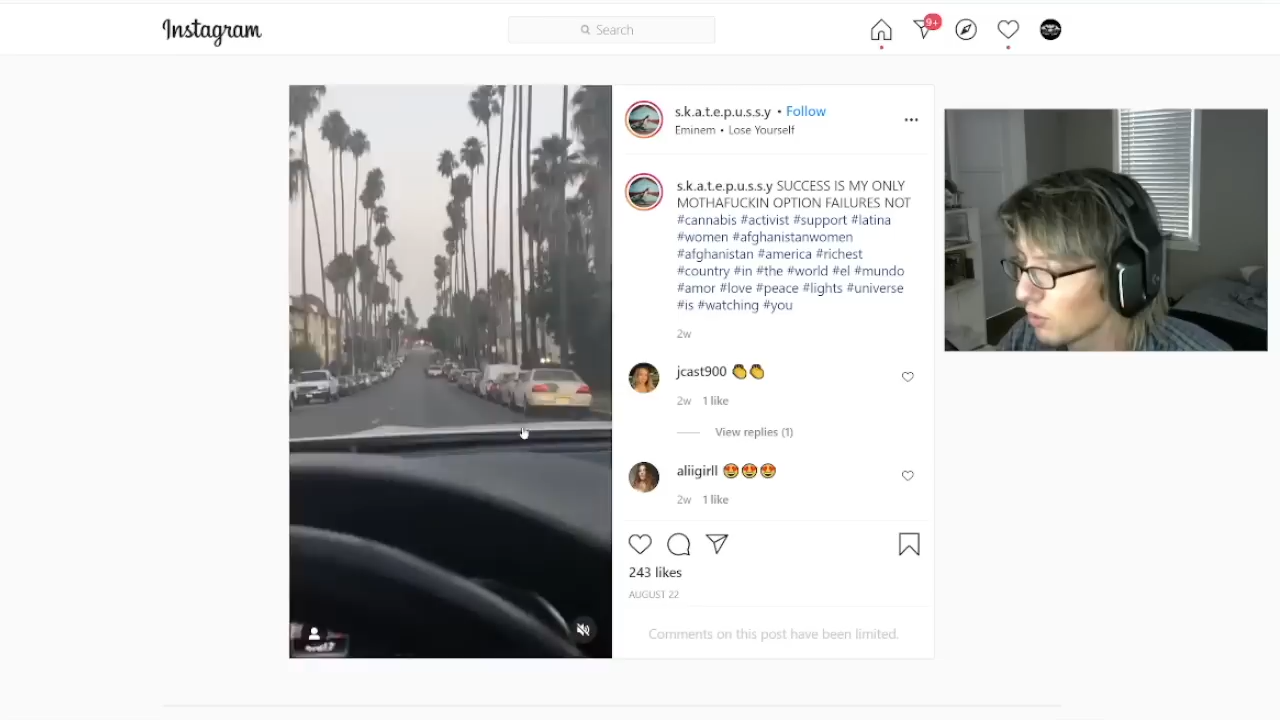 Instagram
Search
9+
s.k.a.t.e.p.u.s.s.y • Follow
Eminem • Lose Yourself
s.k.a.t.e.p.u.s.s.y SUCCESS IS MY ONLY
MOTHAFUCKIN OPTION FAILURES NOT
#cannabis #activist #support #latina
#women #afghanistanwomen
#afghanistan #america #richest
#country #in #the #world #el #mundo
#amor #love #peace #lights #universe
#is #watching #you
2w
jcast900 👏👏
2w 1 like
View replies (1)
aliigirll 😍😍😍
2w 1 like
243 likes
AUGUST 22
Comments on this post have been limited.